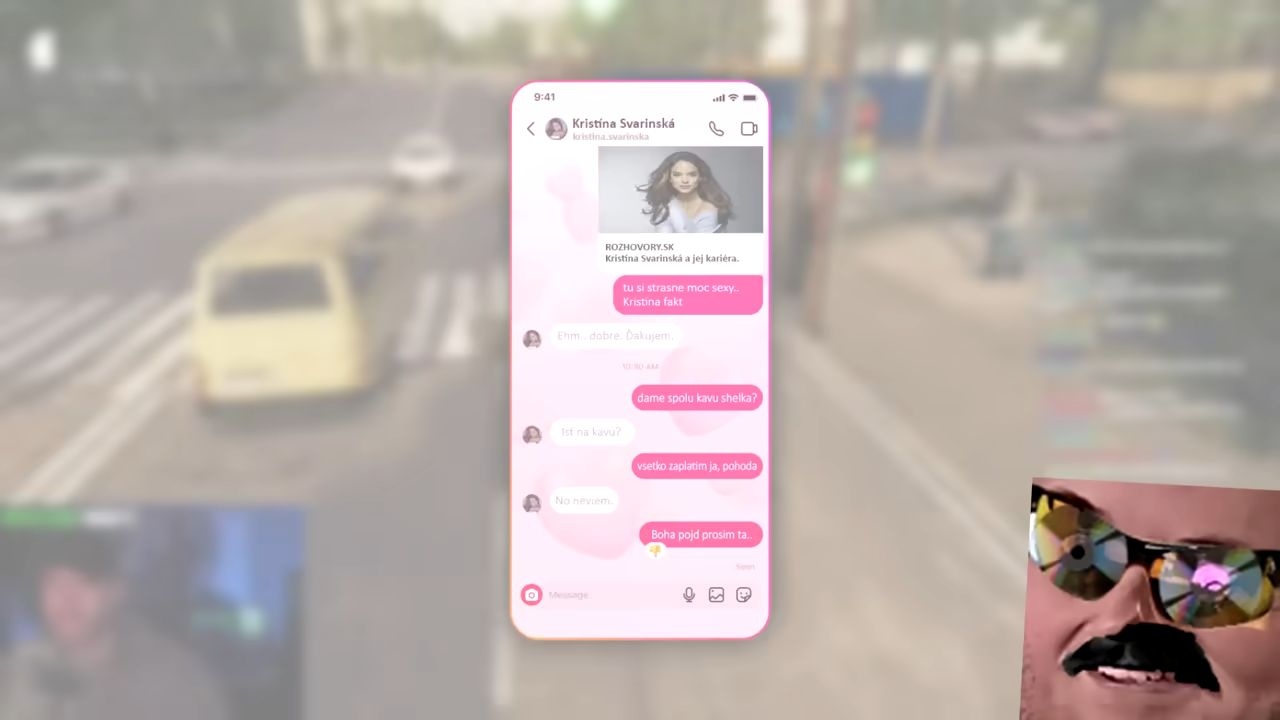 9:41
Kristína Svarinská
kristina.svarinska
ROZHOVORY.SK
Kristína Svarinská a jej kariéra.
tu si strasne moc sexy..
Kristina fakt
Ehm.. dobre. Ďakujem.
10:30 AM
dame spolu kavu shelka?
Ísť na kavu?
vsetko zaplatim ja, pohoda
No neviem.
Boha pojd prosim ta..
Seen
Message.